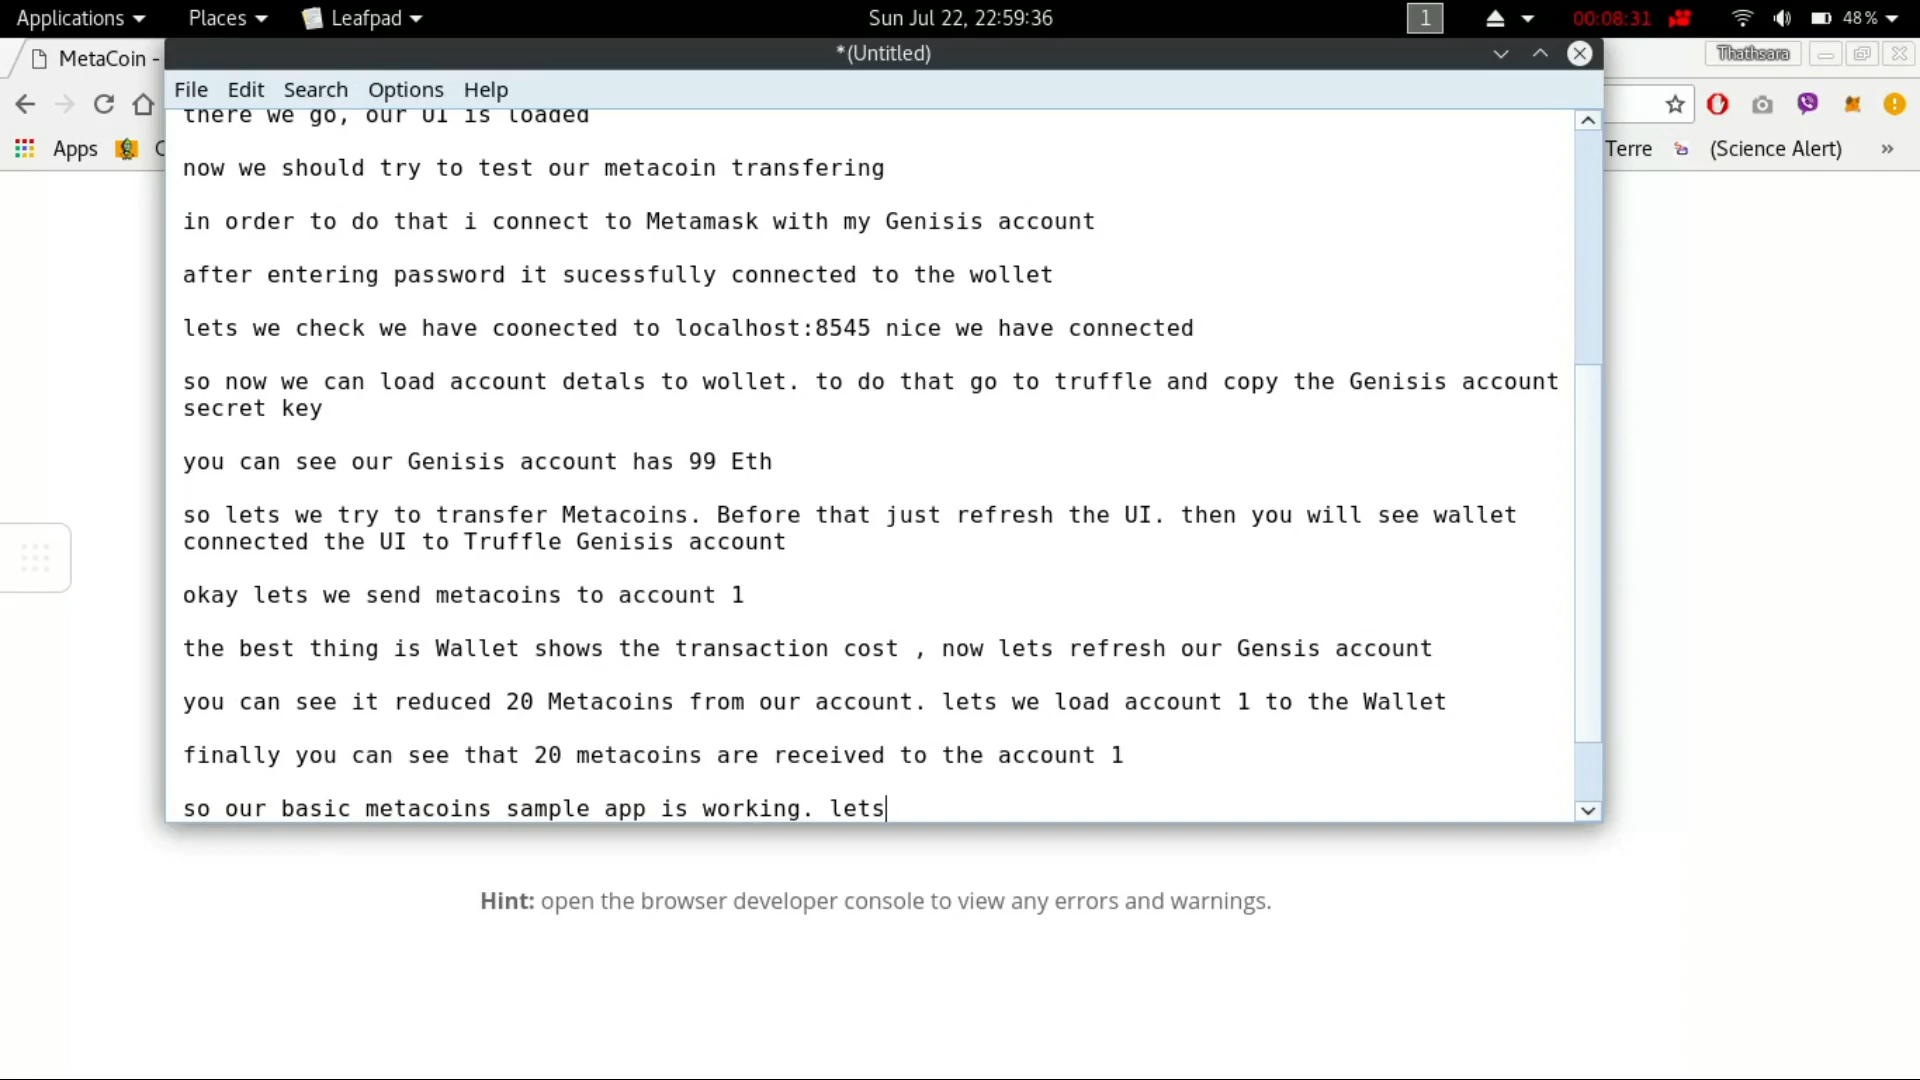 Applications Places Leafpad Sun Jul 22, 22:59:36 1 00:08:31 48%
MetaCoin - *(Untitled) Thathsara
File Edit Search Options Help
there we go, our UI is loaded
Apps C Terre (Science Alert) »
now we should try to test our metacoin transfering
in order to do that i connect to Metamask with my Genisis account
after entering password it sucessfully connected to the wollet
lets we check we have coonected to localhost:8545 nice we have connected
so now we can load account detals to wollet. to do that go to truffle and copy the Genisis account
secret key
you can see our Genisis account has 99 Eth
so lets we try to transfer Metacoins. Before that just refresh the UI. then you will see wallet
connected the UI to Truffle Genisis account
okay lets we send metacoins to account 1
the best thing is Wallet shows the transaction cost , now lets refresh our Gensis account
you can see it reduced 20 Metacoins from our account. lets we load account 1 to the Wallet
finally you can see that 20 metacoins are received to the account 1
so our basic metacoins sample app is working. lets
Hint: open the browser developer console to view any errors and warnings.